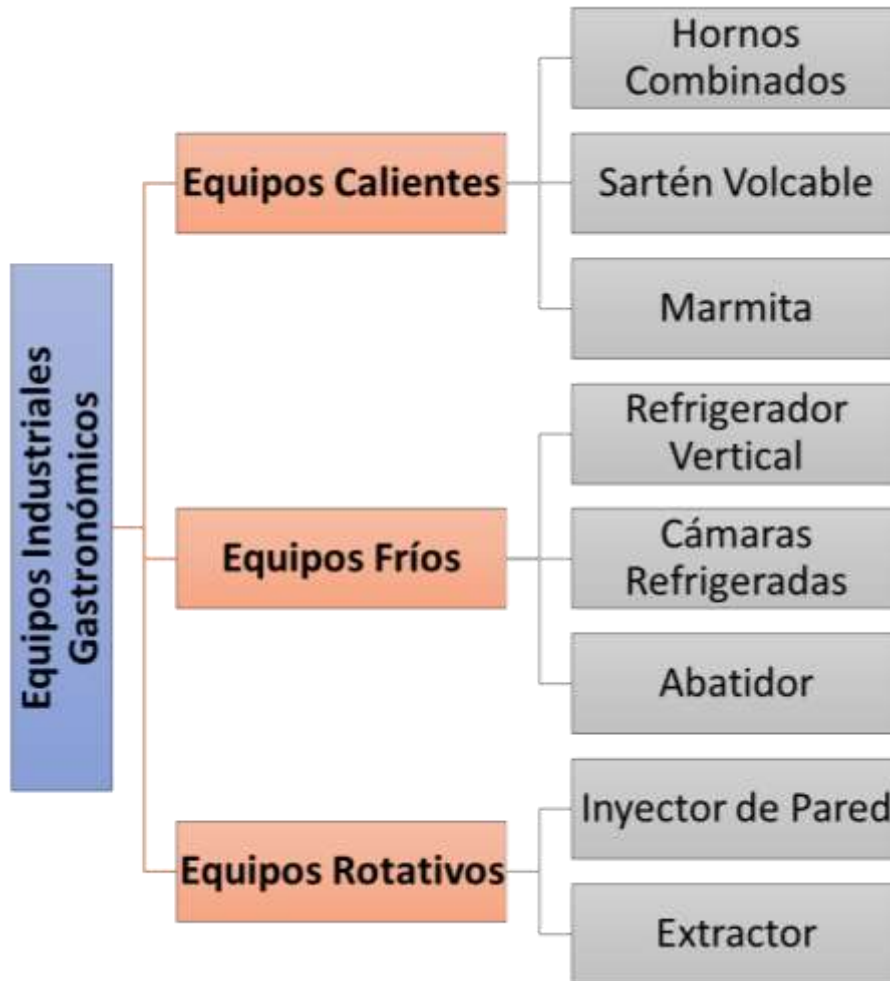 Equipos Industriales
Gastronómicos
Equipos Calientes
Hornos
Combinados
Sartén Volcable
Marmita
Equipos Fríos
Refrigerador
Vertical
Cámaras
Refrigeradas
Abatidor
Equipos Rotativos
Inyector de Pared
Extractor